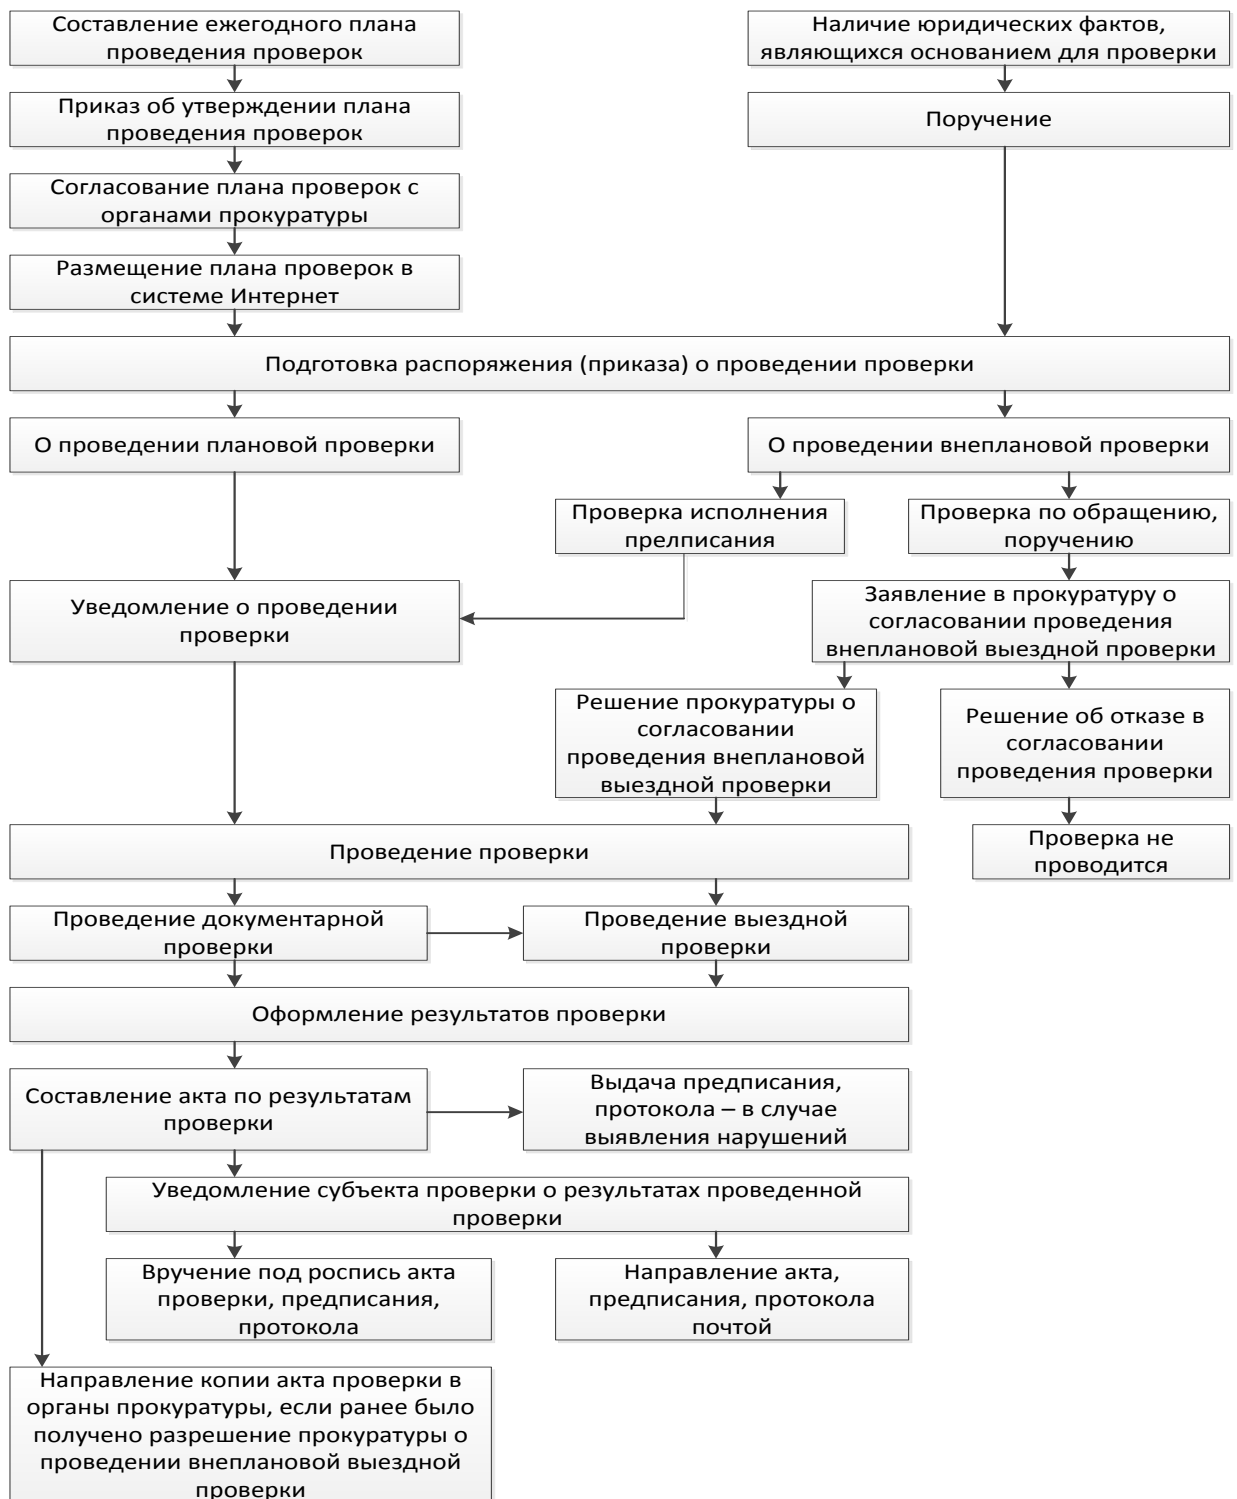 Составление ежегодного плана
проведения проверок
Наличие юридических фактов,
являющихся основанием для проверки
Приказ об утверждении плана
проведения проверок
Поручение
Согласование плана проверок с
органами прокуратуры
Размещение плана проверок в
системе Интернет
Подготовка распоряжения (приказа) о проведении проверки
О проведении плановой проверки
О проведении внеплановой проверки
Проверка исполнения
прелписания
Проверка по обращению,
поручению
Уведомление о проведении
проверки
Заявление в прокуратуру о
согласовании проведения
внеплановой выездной проверки
Решение прокуратуры о
согласовании
проведения внеплановой
выездной проверки
Решение об отказе в
согласовании
проведения проверки
Проведение проверки
Проверка не
проводится
Проведение документарной
проверки
Проведение выездной
проверки
Оформление результатов проверки
Составление акта по результатам
проверки
Выдача предписания,
протокола – в случае
выявления нарушений
Уведомление субъекта проверки о результатах проведенной
проверки
Вручение под роспись акта
проверки, предписания,
протокола
Направление акта,
предписания, протокола
почтой
Направление копии акта проверки в
органы прокуратуры, если ранее было
получено разрешение прокуратуры о
проведении внеплановой выездной
проверки